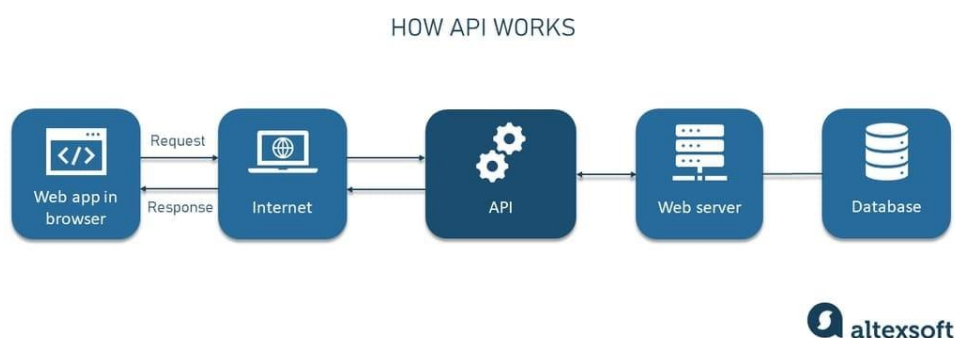 HOW API WORKS
Request
Response
Web app in
browser
Internet
API
Web server
Database
altexsoft